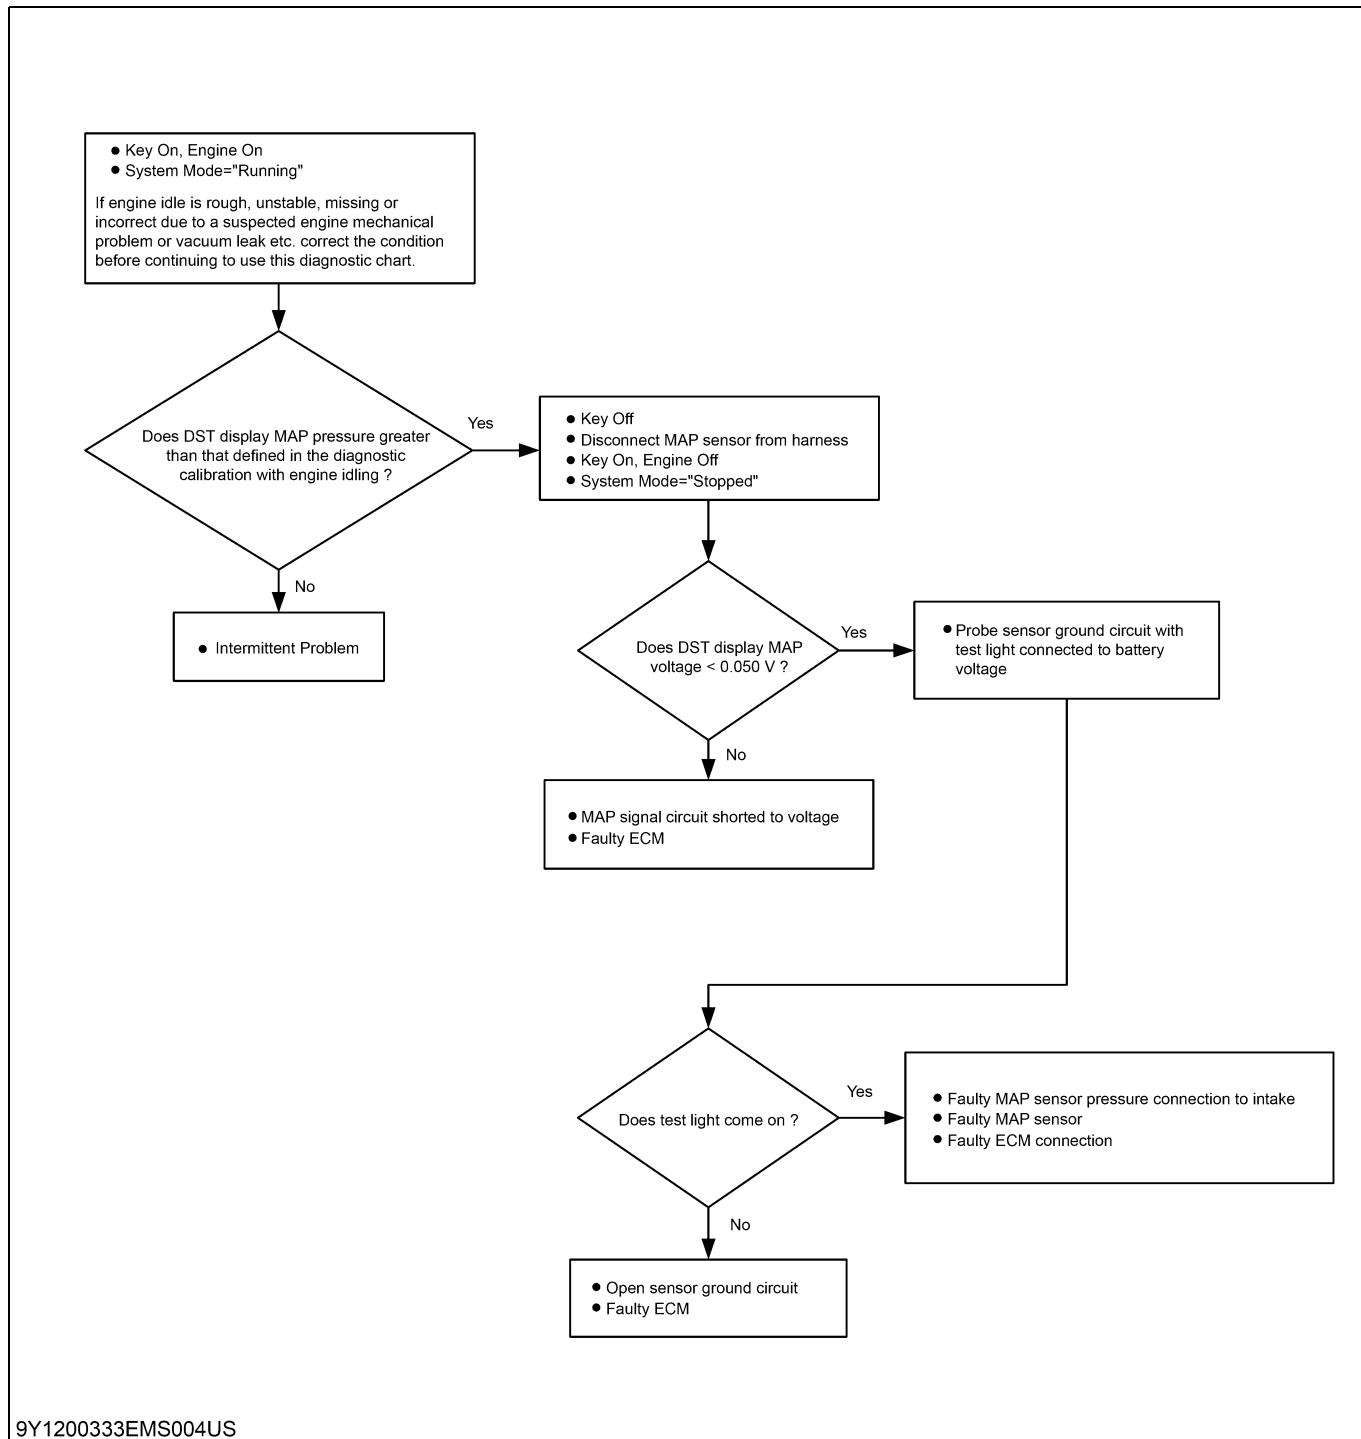 ● Key On, Engine On
● System Mode="Running"
If engine idle is rough, unstable, missing or
incorrect due to a suspected engine mechanical
problem or vacuum leak etc. correct the condition
before continuing to use this diagnostic chart.
Does DST display MAP pressure greater
than that defined in the diagnostic
calibration with engine idling ?
Yes
● Key Off
● Disconnect MAP sensor from harness
● Key On, Engine Off
● System Mode="Stopped"
No
● Intermittent Problem
Does DST display MAP
voltage < 0.050 V ?
Yes
● Probe sensor ground circuit with
test light connected to battery
voltage
No
● MAP signal circuit shorted to voltage
● Faulty ECM
Does test light come on ?
Yes
● Faulty MAP sensor pressure connection to intake
● Faulty MAP sensor
● Faulty ECM connection
No
● Open sensor ground circuit
● Faulty ECM
9Y1200333EMS004US